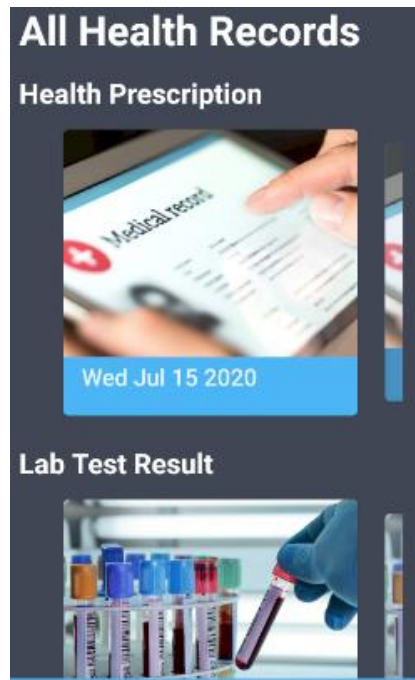 All Health Records
Health Prescription
Medical record
Wed Jul 15 2020
Lab Test Result